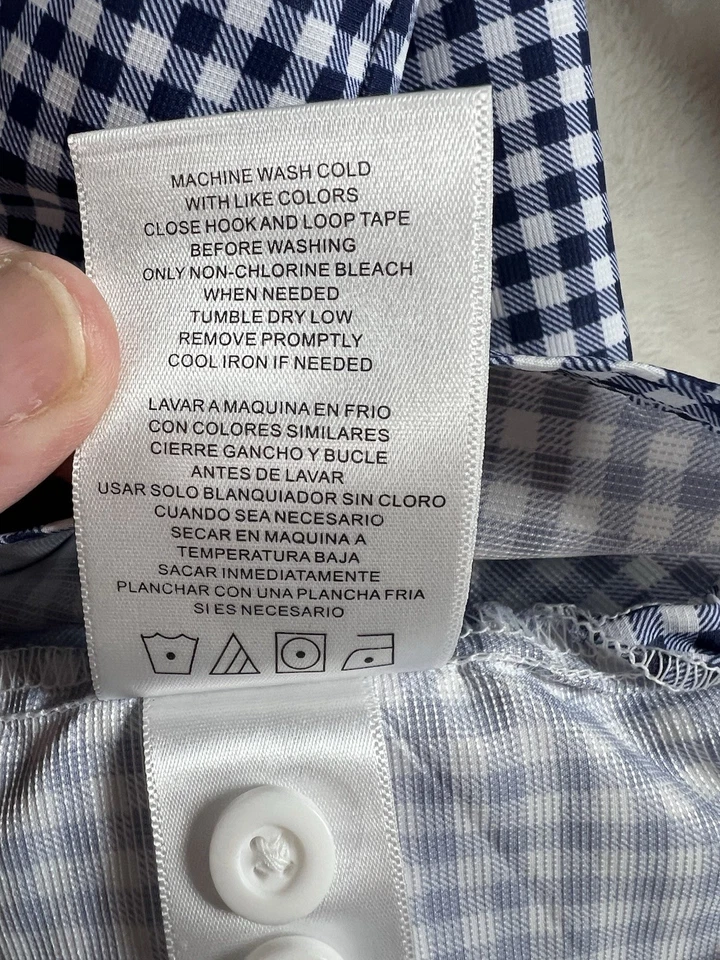 MACHINE WASH COLD
WITH LIKE COLORS
CLOSE HOOK AND LOOP TAPE
BEFORE WASHING
ONLY NON-CHLORINE BLEACH
WHEN NEEDED
TUMBLE DRY LOW
REMOVE PROMPTLY
COOL IRON IF NEEDED
LAVAR A MAQUINA EN FRIO
CON COLORES SIMILARES
CIERRE GANCHO Y BUCLE
ANTES DE LAVAR
USAR SOLO BLANQUIADOR SIN CLORO
CUANDO SEA NECESARIO
SECAR EN MAQUINA A
TEMPERATURA BAJA
SACAR INMEDIATAMENTE
PLANCHAR CON UNA PLANCHA FRIA
SI ES NECESARIO